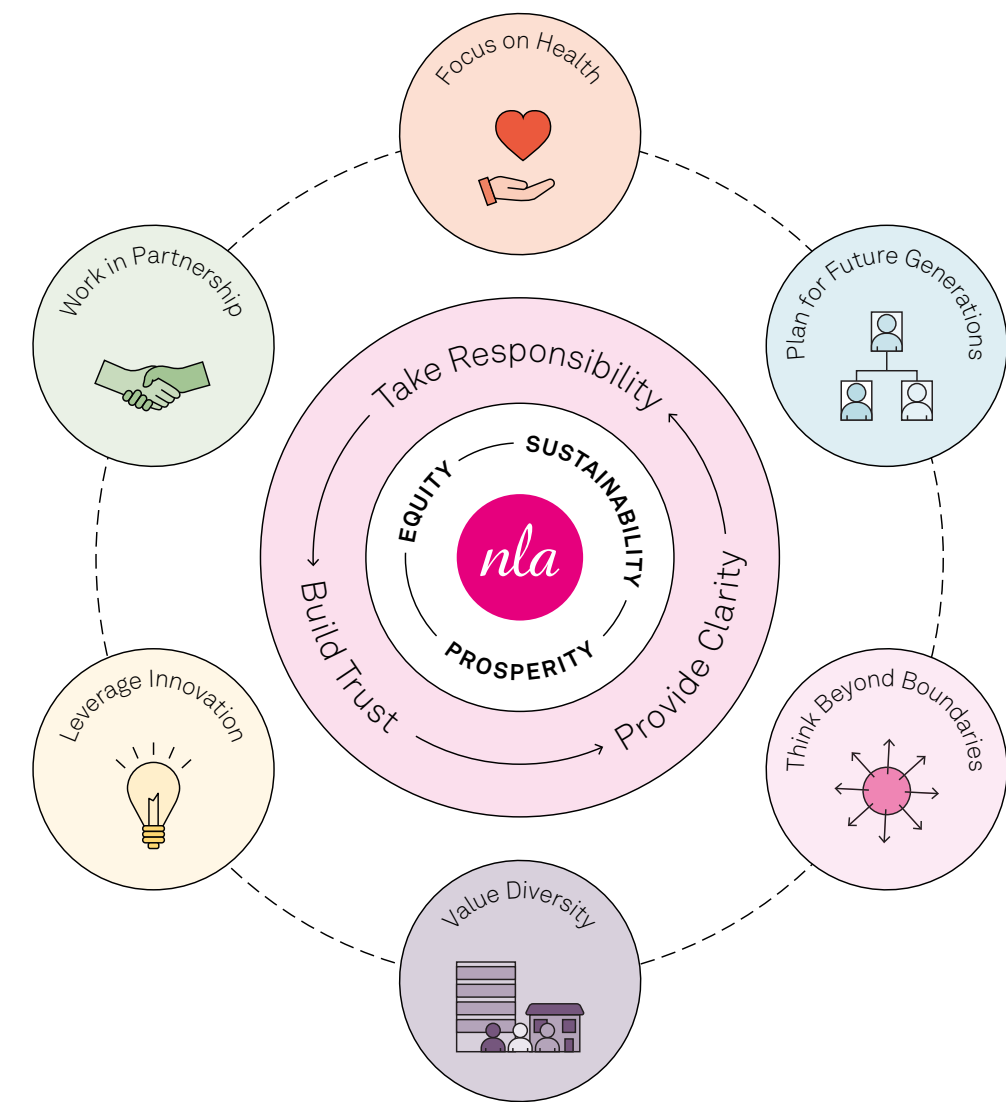 Focus on Health
Work in Partnership
Plan for Future Generations
Take Responsibility
EQUITY
SUSTAINABILITY
nla
PROSPERITY
Build Trust
Provide Clarity
Leverage Innovation
Think Beyond Boundaries
Value Diversity